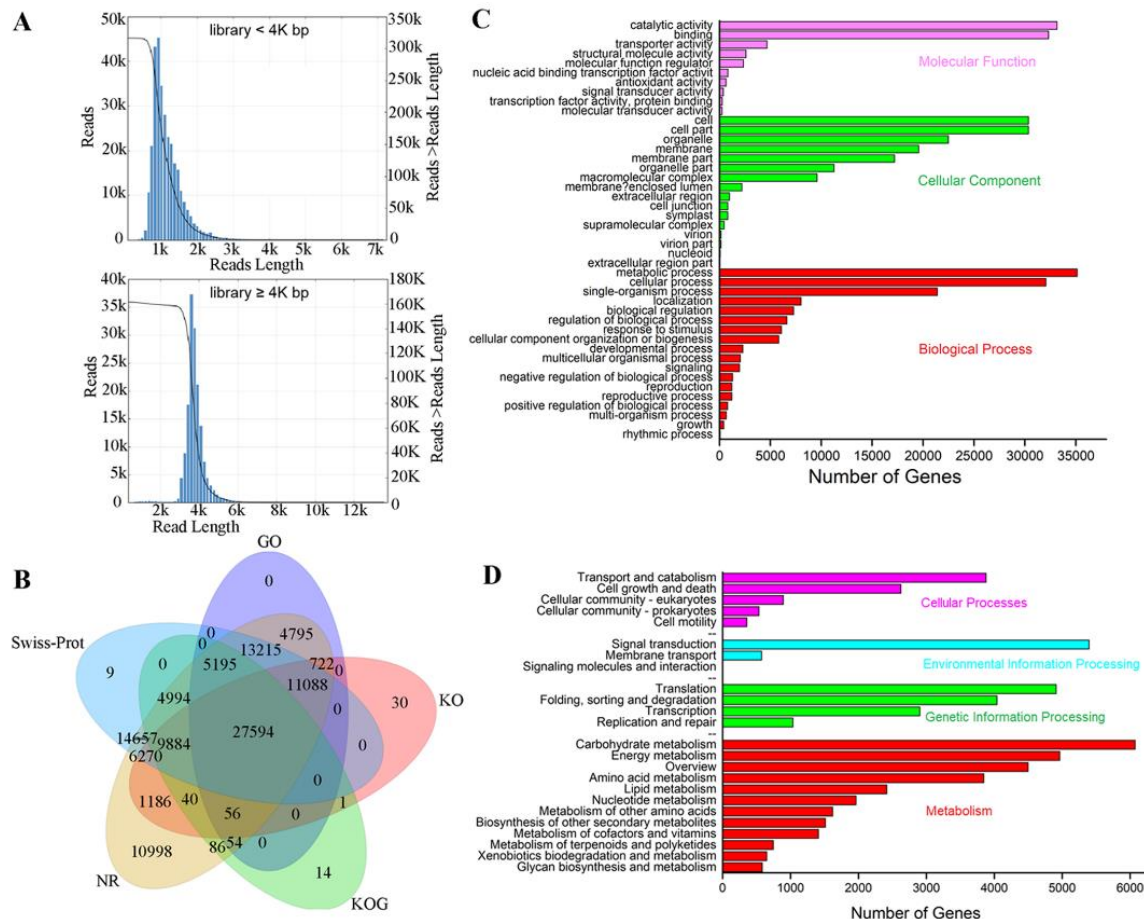 A
library < 4K bp
50k
40k
30k
20k
10k
0
350k
300k
250k
200k
150k
100k
50k
0
Reads
Reads >Reads Length
1k 2k 3k 4k 5k 6k 7k
Reads Length
library ≥ 4K bp
40k
35k
30k
25k
20k
15k
10k
5k
0
180K
160K
140K
120K
100K
80K
60K
40K
20K
0
Reads
Reads >Reads Length
2k 4k 6k 8k 10k 12k
Read Length
B
GO
Swiss-Prot
KO
NR
KOG
0
0
4795
0
13215
9
0
5195
722
0
11088
30
4994
0
27594
0
14657
9884
6270
0
1186
40
1
56
0
10998
86
54
0
14
C
catalytic activity
binding
transporter activity
structural molecule activity
molecular function regulator
nucleic acid binding transcription factor activit
antioxidant activity
signal transducer activity
transcription factor activity, protein binding
molecular transducer activity
cell
cell part
organelle
membrane
membrane part
organelle part
macromolecular complex
membrane?enclosed lumen
extracellular region
cell junction
symplast
supramolecular complex
virion
virion part
nucleoid
extracellular region part
metabolic process
cellular process
single-organism process
localization
biological regulation
regulation of biological process
response to stimulus
cellular component organization or biogenesis
developmental process
multicellular organismal process
signaling
negative regulation of biological process
reproduction
reproductive process
positive regulation of biological process
multi-organism process
growth
rhythmic process
Molecular Function
Cellular Component
Biological Process
0 5000 10000 15000 20000 25000 30000 35000
Number of Genes
D
Transport and catabolism
Cell growth and death
Cellular community - eukaryotes
Cellular community - prokaryotes
Cell motility
--
Signal transduction
Membrane transport
Signaling molecules and interaction
--
Translation
Folding, sorting and degradation
Transcription
Replication and repair
--
Carbohydrate metabolism
Energy metabolism
Overview
Amino acid metabolism
Lipid metabolism
Nucleotide metabolism
Metabolism of other amino acids
Biosynthesis of other secondary metabolites
Metabolism of cofactors and vitamins
Metabolism of terpenoids and polyketides
Xenobiotics biodegradation and metabolism
Glycan biosynthesis and metabolism
Cellular Processes
Environmental Information Processing
Genetic Information Processing
Metabolism
0 1000 2000 3000 4000 5000 6000
Number of Genes